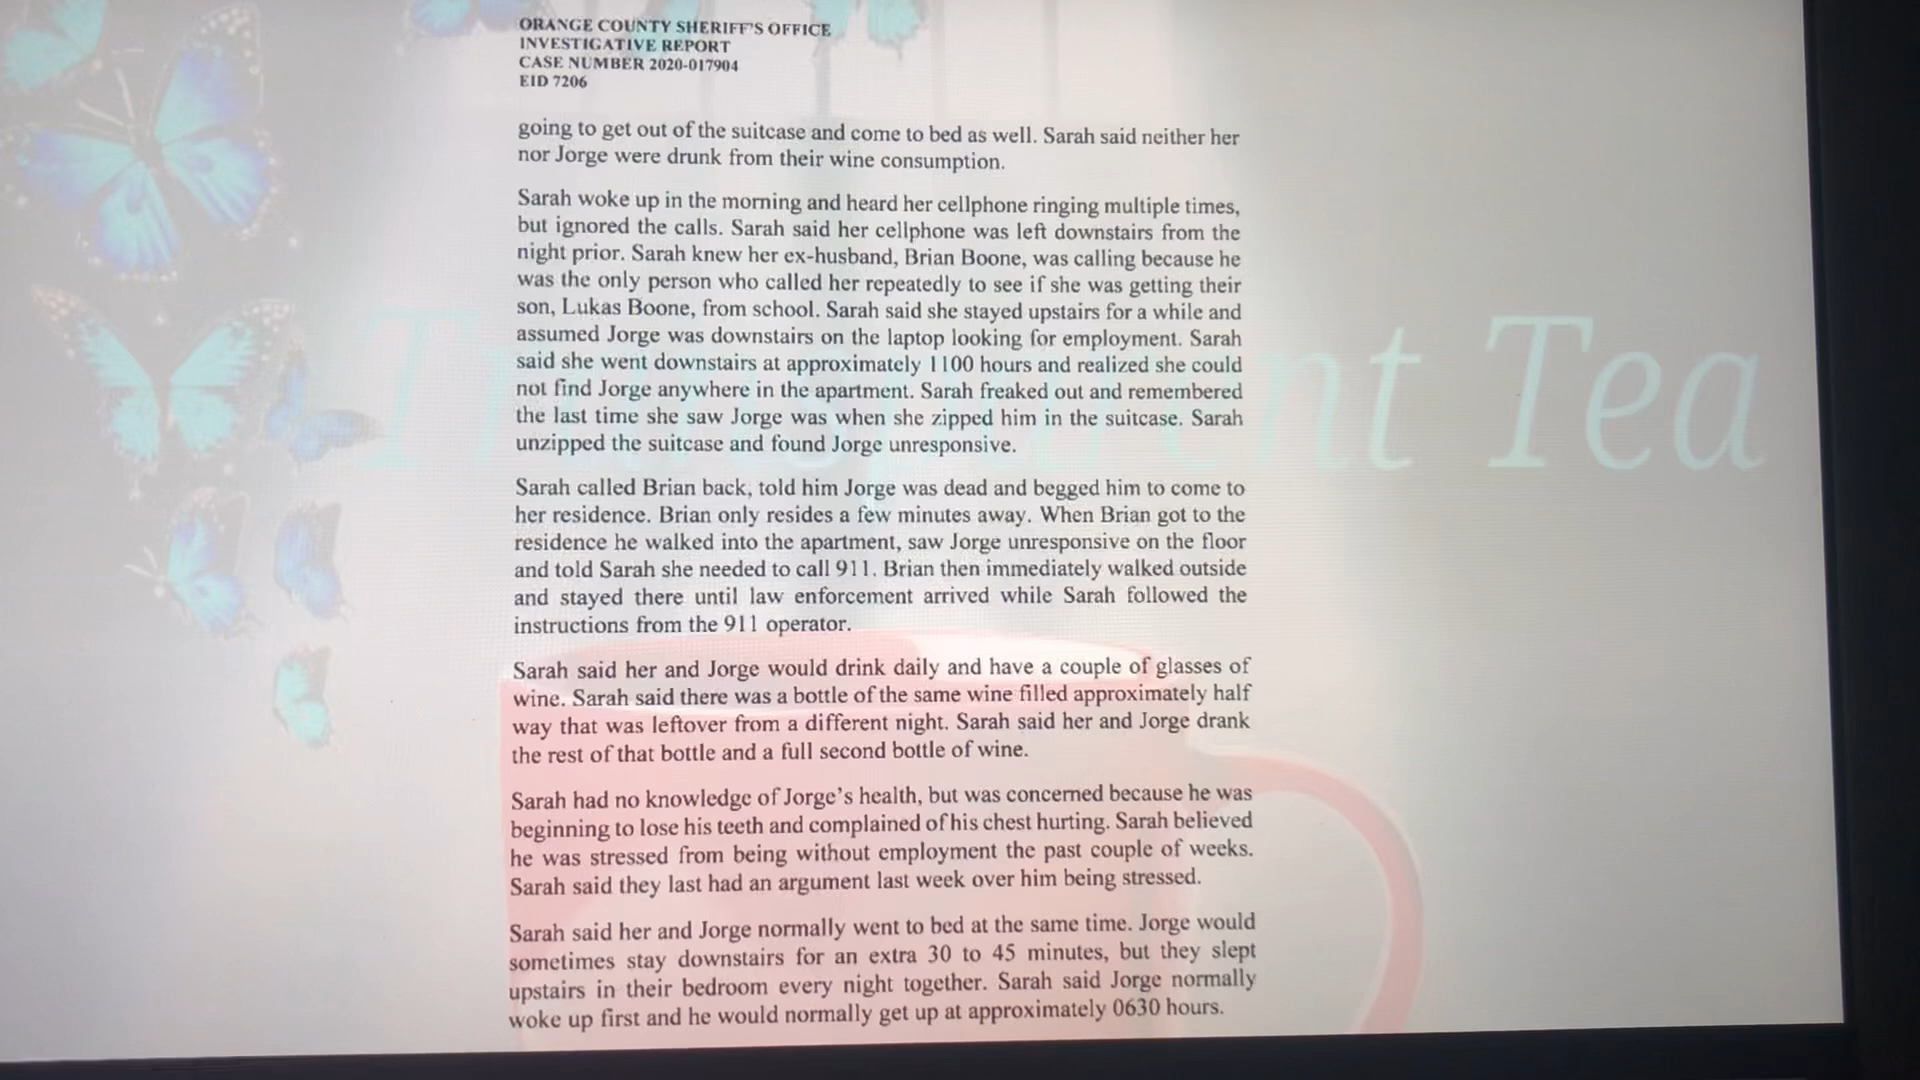 ORANGE COUNTY SHERIFF'S OFFICE
INVESTIGATIVE REPORT
CASE NUMBER 2020-017904
EID 7206
going to get out of the suitcase and come to bed as well. Sarah said neither her
nor Jorge were drunk from their wine consumption.
Sarah woke up in the morning and heard her cellphone ringing multiple times,
but ignored the calls. Sarah said her cellphone was left downstairs from the
night prior. Sarah knew her ex-husband, Brian Boone, was calling because he
was the only person who called her repeatedly to see if she was getting their
son, Lukas Boone, from school. Sarah said she stayed upstairs for a while and
assumed Jorge was downstairs on the laptop looking for employment. Sarah
said she went downstairs at approximately 1100 hours and realized she could
not find Jorge anywhere in the apartment. Sarah freaked out and remembered
the last time she saw Jorge was when she zipped him in the suitcase. Sarah
unzipped the suitcase and found Jorge unresponsive.
Sarah called Brian back, told him Jorge was dead and begged him to come to
her residence. Brian only resides a few minutes away. When Brian got to the
residence he walked into the apartment, saw Jorge unresponsive on the floor
and told Sarah she needed to call 911. Brian then immediately walked outside
and stayed there until law enforcement arrived while Sarah followed the
instructions from the 911 operator.
Sarah said her and Jorge would drink daily and have a couple of glasses of
wine. Sarah said there was a bottle of the same wine filled approximately half
way that was leftover from a different night. Sarah said her and Jorge drank
the rest of that bottle and a full second bottle of wine.
Sarah had no knowledge of Jorge's health, but was concerned because he was
beginning to lose his teeth and complained of his chest hurting. Sarah believed
he was stressed from being without employment the past couple of weeks.
Sarah said they last had an argument last week over him being stressed.
Sarah said her and Jorge normally went to bed at the same time. Jorge would
sometimes stay downstairs for an extra 30 to 45 minutes, but they slept
upstairs in their bedroom every night together. Sarah said Jorge normally
woke up first and he would normally get up at approximately 0630 hours.
Tea